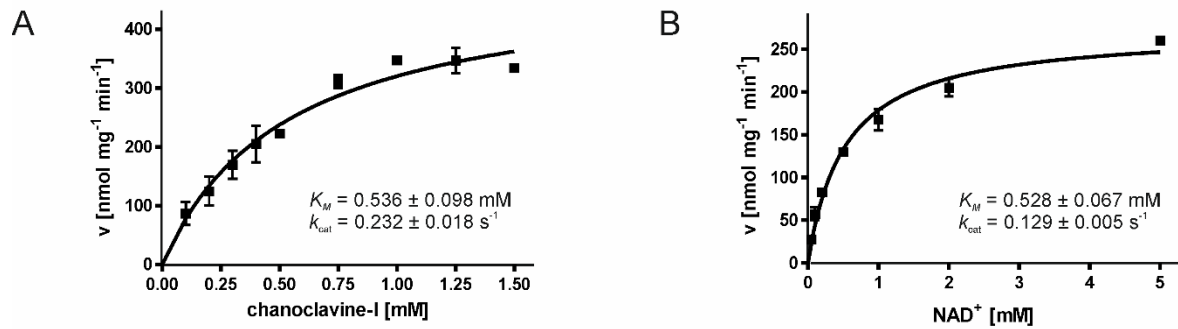 A
v [nmol mg⁻¹ min⁻¹]
400
300
200
100
0
0.00 0.25 0.50 0.75 1.00 1.25 1.50
chanoclavine-I [mM]
K_M = 0.536 ± 0.098 mM
k_cat = 0.232 ± 0.018 s⁻¹
B
v [nmol mg⁻¹ min⁻¹]
250
200
150
100
50
0
0 1 2 3 4 5
NAD⁺ [mM]
K_M = 0.528 ± 0.067 mM
k_cat = 0.129 ± 0.005 s⁻¹